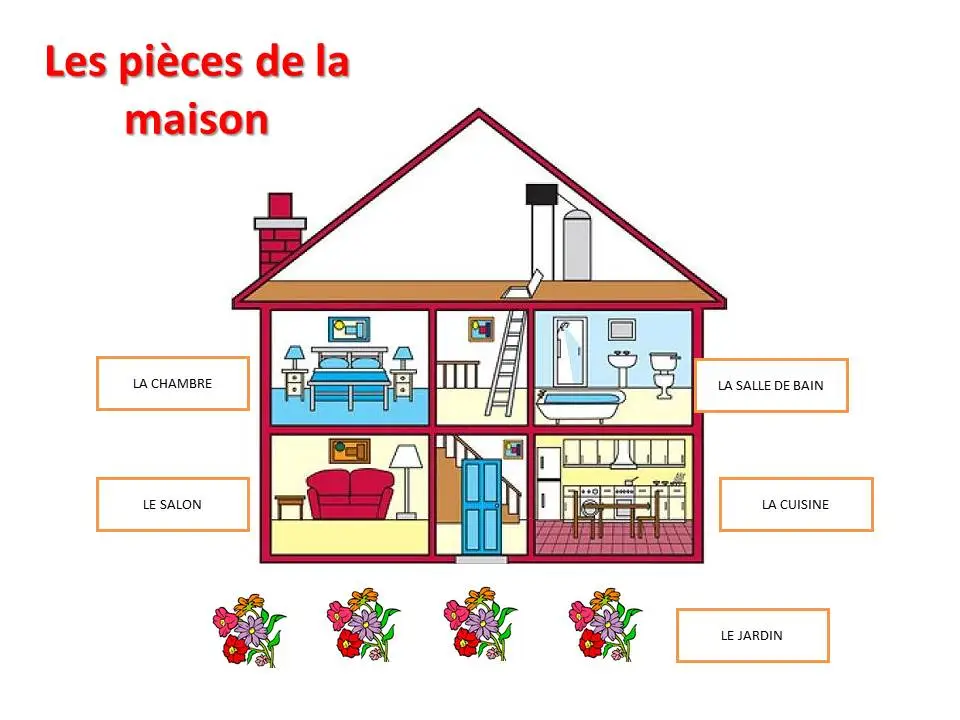 Les pièces de la
maison
LA CHAMBRE
LA SALLE DE BAIN
LE SALON
LA CUISINE
LE JARDIN